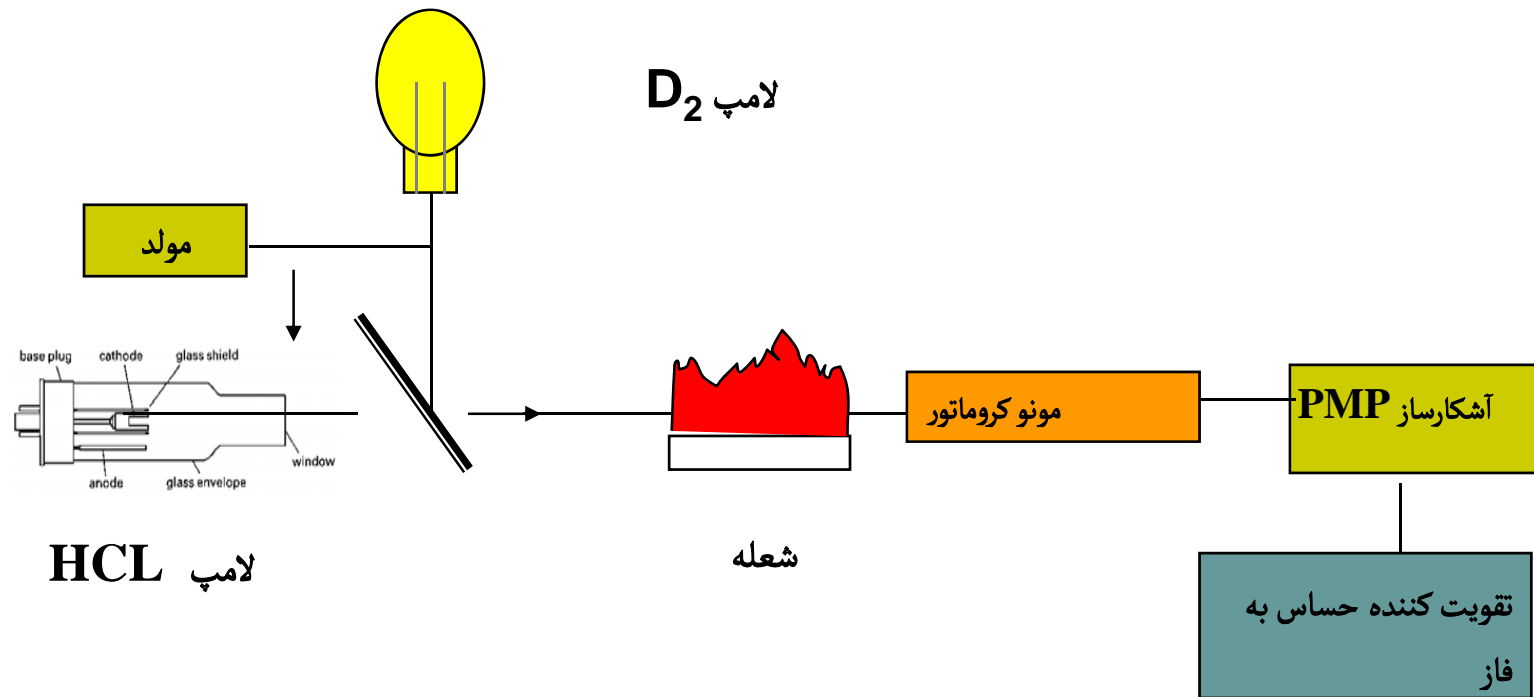 لامپ D₂
مولد
base plug
cathode
glass shield
window
anode
glass envelope
لامپ HCL
شعله
مونو کروماتور
آشکارساز PMP
تقویت کننده حساس به
فاز